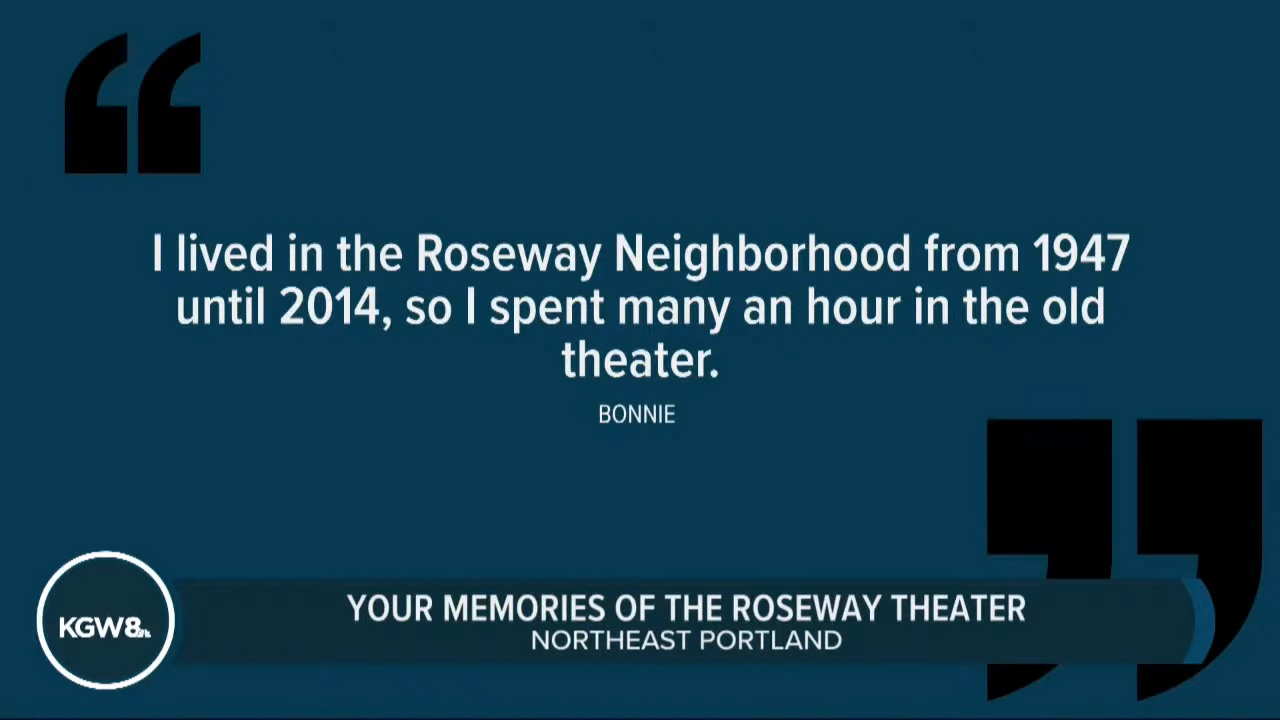 I lived in the Roseway Neighborhood from 1947
until 2014, so I spent many an hour in the old
theater.
BONNIE
YOUR MEMORIES OF THE ROSEWAY THEATER
NORTHEAST PORTLAND
KGW8